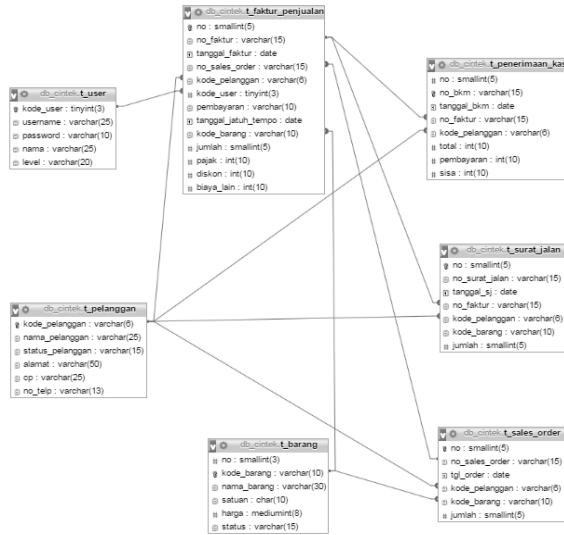 db_cintek.t_faktur_penjualan
no : smallint(5)
no_faktur : varchar(15)
tanggal_faktur : date
no_sales_order : varchar(15)
kode_pelanggan : varchar(6)
kode_user : tinyint(3)
pembayaran : varchar(10)
tanggal_jatuh_tempo : date
kode_barang : varchar(10)
jumlah : smallint(5)
pajak : int(10)
diskon : int(10)
biaya_lain : int(10)
db_cintek.t_user
kode_user : tinyint(3)
username : varchar(25)
password : varchar(10)
nama : varchar(25)
level : varchar(20)
db_cintek.t_penerimaan_kas
no : smallint(5)
no_bkm : varchar(15)
tanggal_bkm : date
no_faktur : varchar(15)
kode_pelanggan : varchar(6)
total : int(10)
pembayaran : int(10)
sisa : int(10)
db_cintek.t_surat_jalan
no : smallint(5)
no_surat_jalan : varchar(15)
tanggal_sj : date
no_faktur : varchar(15)
kode_pelanggan : varchar(6)
kode_barang : varchar(10)
jumlah : smallint(5)
db_cintek.t_pelanggan
kode_pelanggan : varchar(6)
nama_pelanggan : varchar(25)
status_pelanggan : varchar(15)
alamat : varchar(50)
cp : varchar(25)
no_telp : varchar(13)
db_cintek.t_barang
no : smallint(3)
kode_barang : varchar(10)
nama_barang : varchar(30)
satuan : char(10)
harga : mediumint(8)
status : varchar(15)
db_cintek.t_sales_order
no : smallint(5)
no_sales_order : varchar(15)
tgl_order : date
kode_pelanggan : varchar(6)
kode_barang : varchar(10)
jumlah : smallint(5)